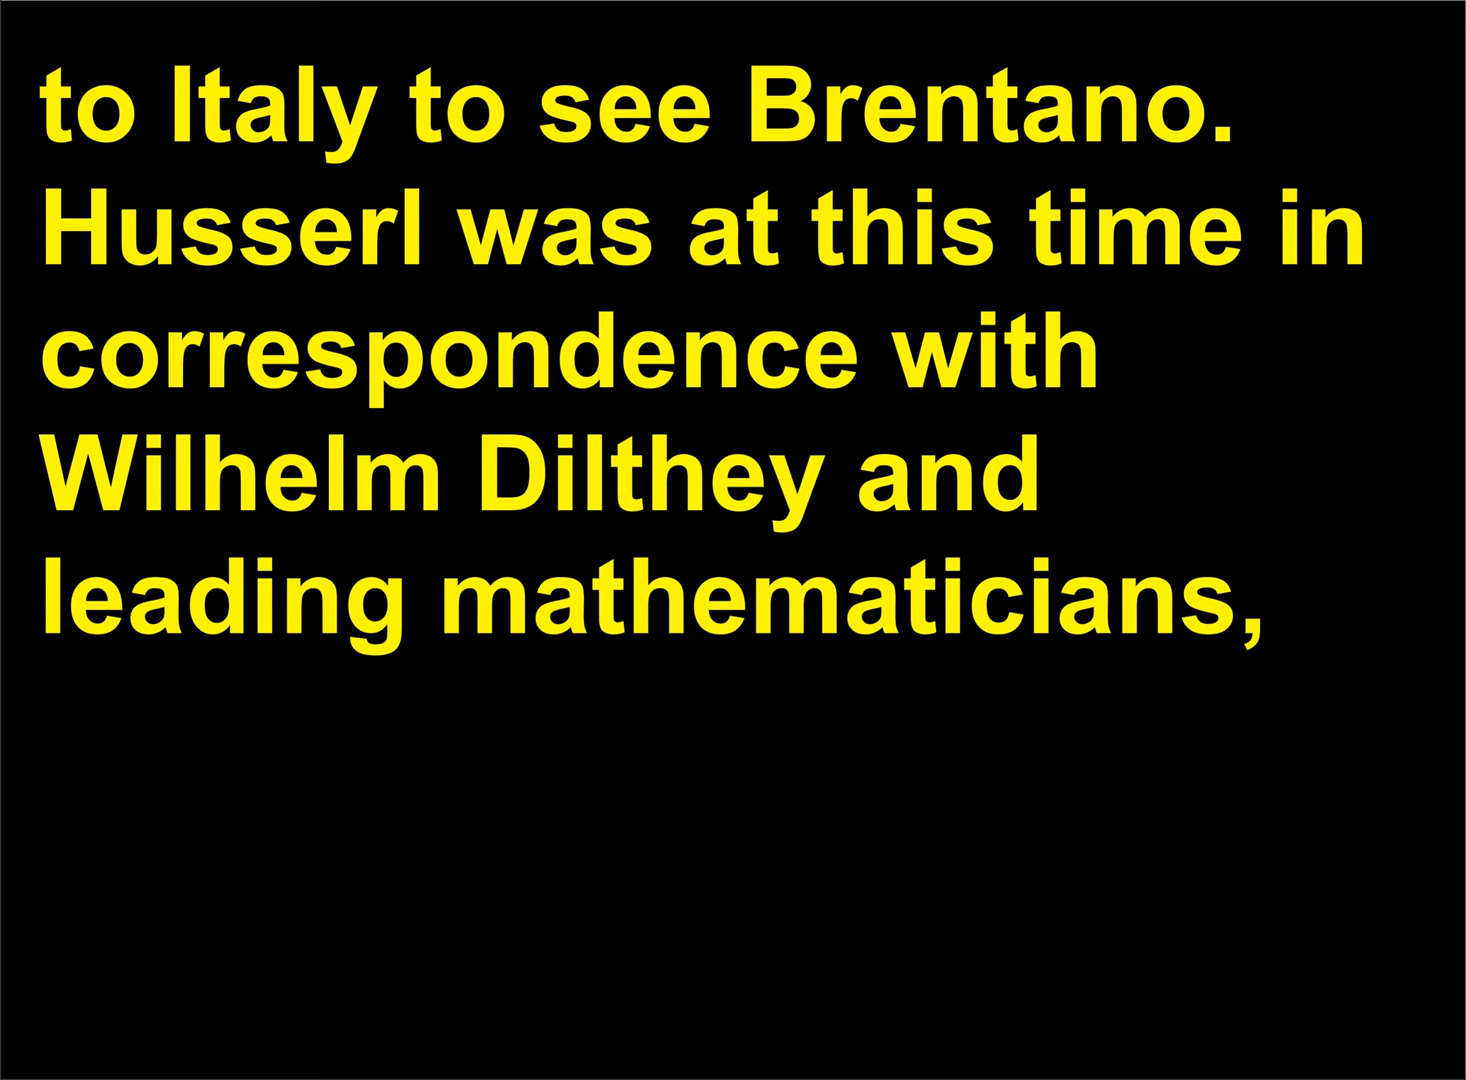 to Italy to see Brentano.
Husserl was at this time in
correspondence with
Wilhelm Dilthey and
leading mathematicians,